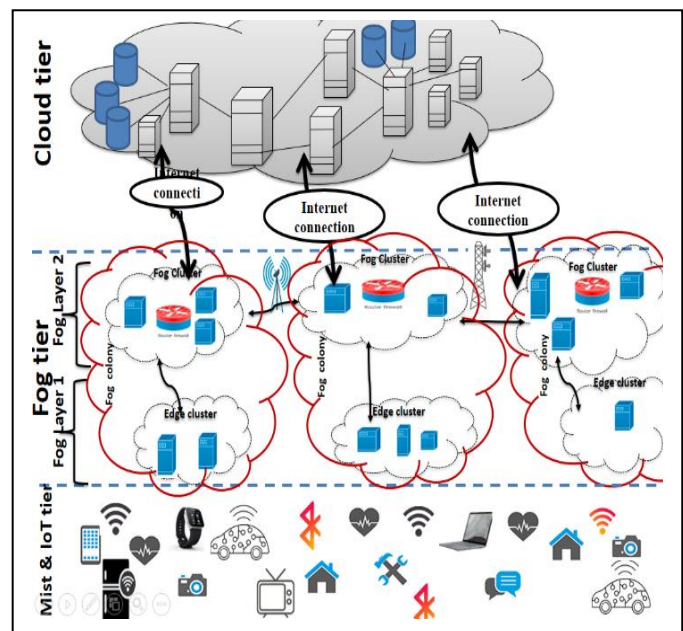 Cloud tier
Internet
connecti
on
Internet
connection
Internet
connection
Fog tier
Fog Layer 2
Fog Layer 1
Fog Cluster
Fog colony
Edge cluster
Fog Cluster
Fog colony
Edge cluster
Fog Cluster
Fog colony
Edge cluster
Mist & IoT tier